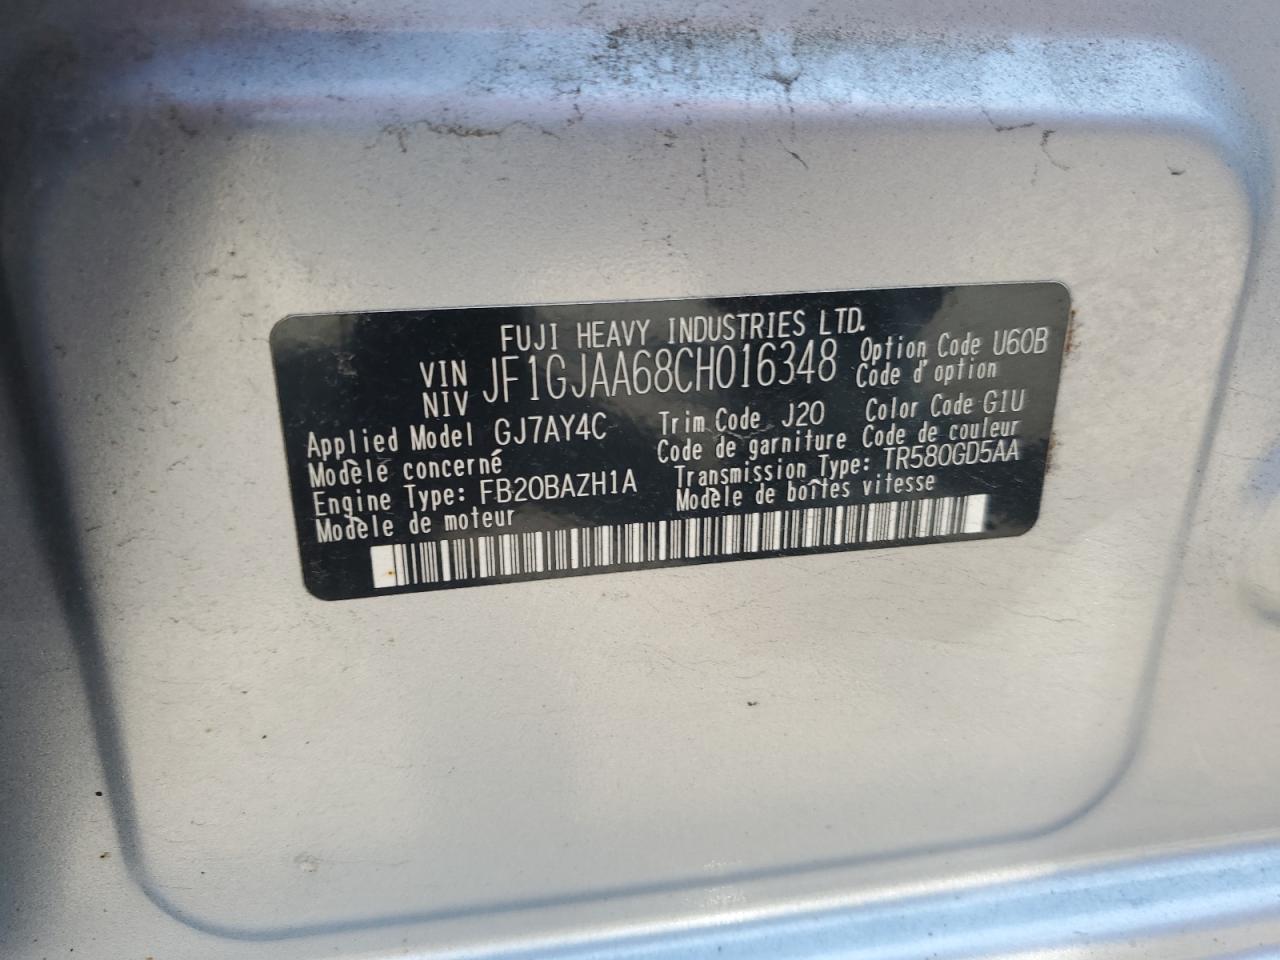 FUJI HEAVY INDUSTRIES LTD.
VIN JF1GJAA68CH016348 Option Code U60B
NIV Code d'option
Applied Model GJ7AY4C Trim Code J20 Color Code G1U
Modèle concerné Code de garniture Code de couleur
Engine Type: FB20BAZH1A Transmission Type: TR580GD5AA
Modèle de moteur Modèle de boîtes vitesse